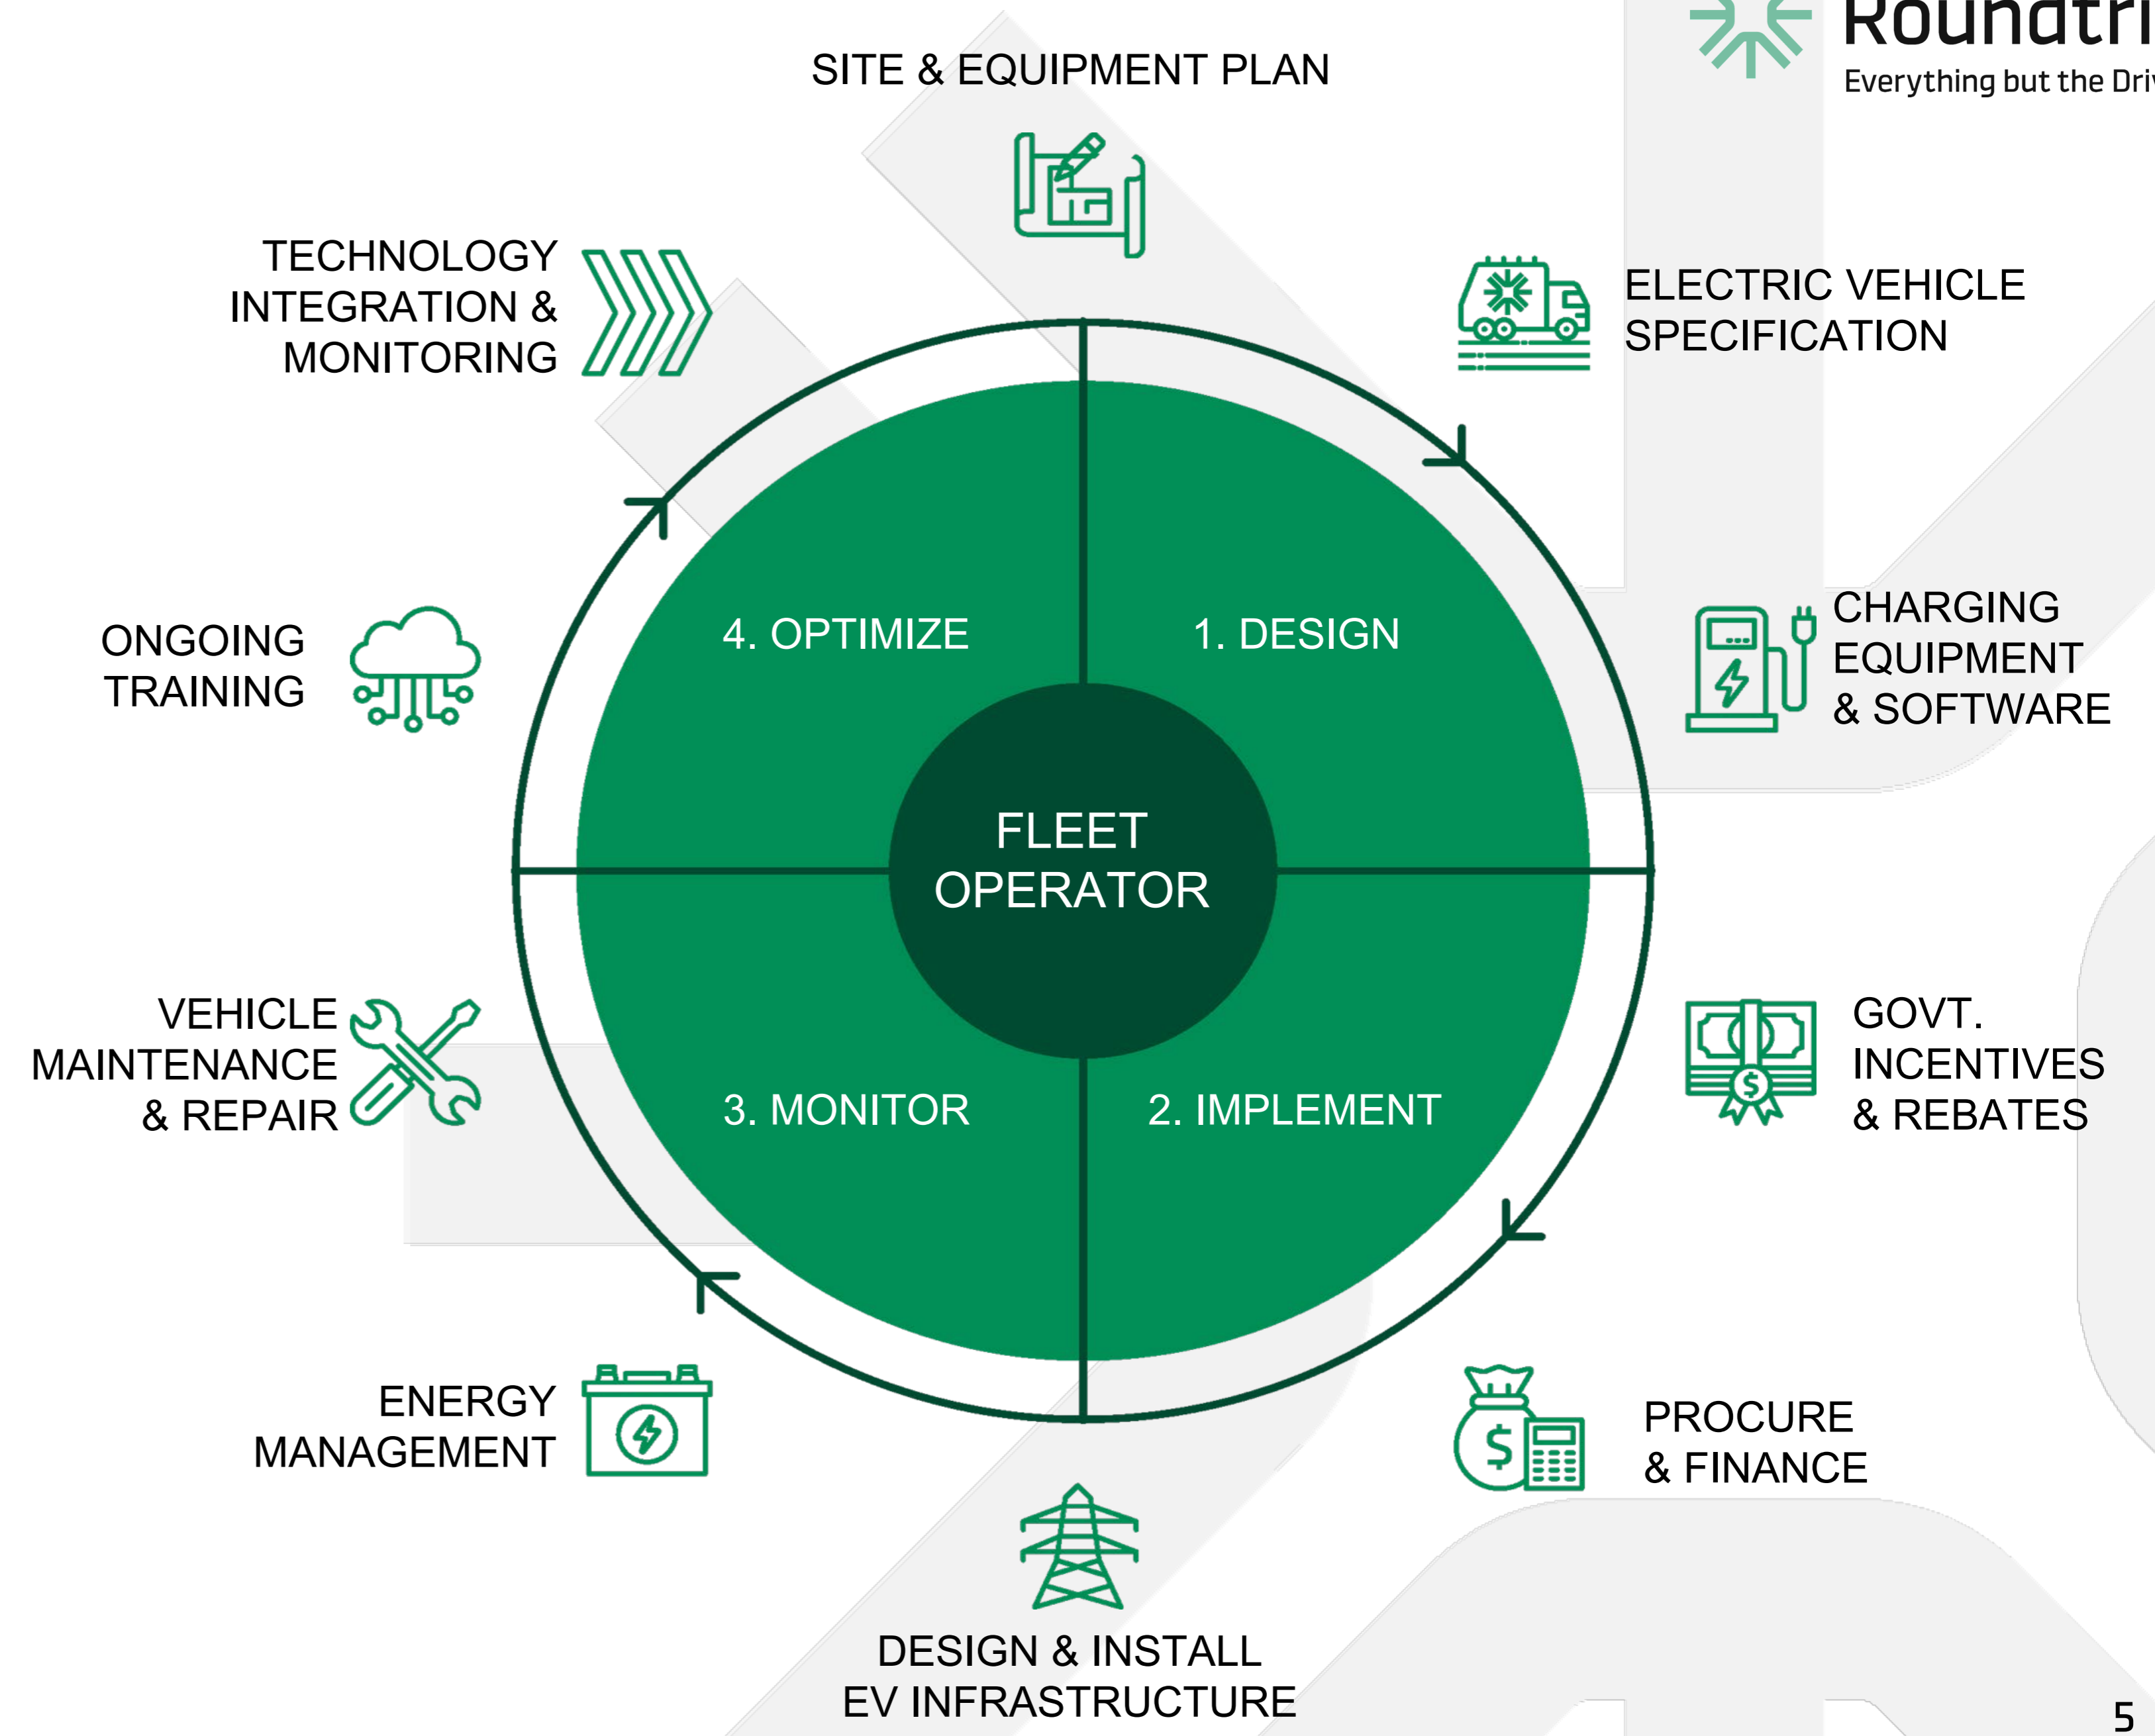 Roundtri
Everything but the Dri
SITE & EQUIPMENT PLAN
ELECTRIC VEHICLE
SPECIFICATION
CHARGING
EQUIPMENT
& SOFTWARE
GOVT.
INCENTIVES
& REBATES
PROCURE
& FINANCE
DESIGN & INSTALL
EV INFRASTRUCTURE
ENERGY
MANAGEMENT
VEHICLE
MAINTENANCE
& REPAIR
ONGOING
TRAINING
TECHNOLOGY
INTEGRATION &
MONITORING
1. DESIGN
2. IMPLEMENT
3. MONITOR
4. OPTIMIZE
FLEET
OPERATOR
5